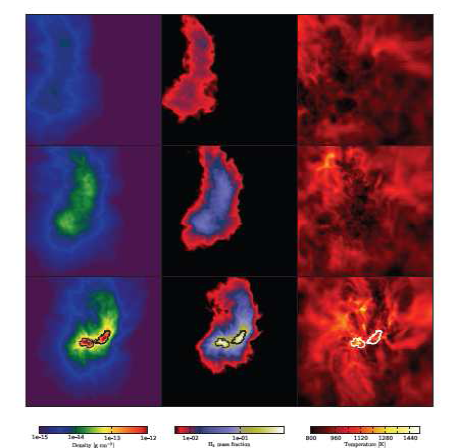 1e-15 1e-14 1e-13 1e-12
Density [g cm⁻³]
1e-02 1e-01
H₂ mass fraction
800 960 1120 1280 1440
Temperature [K]